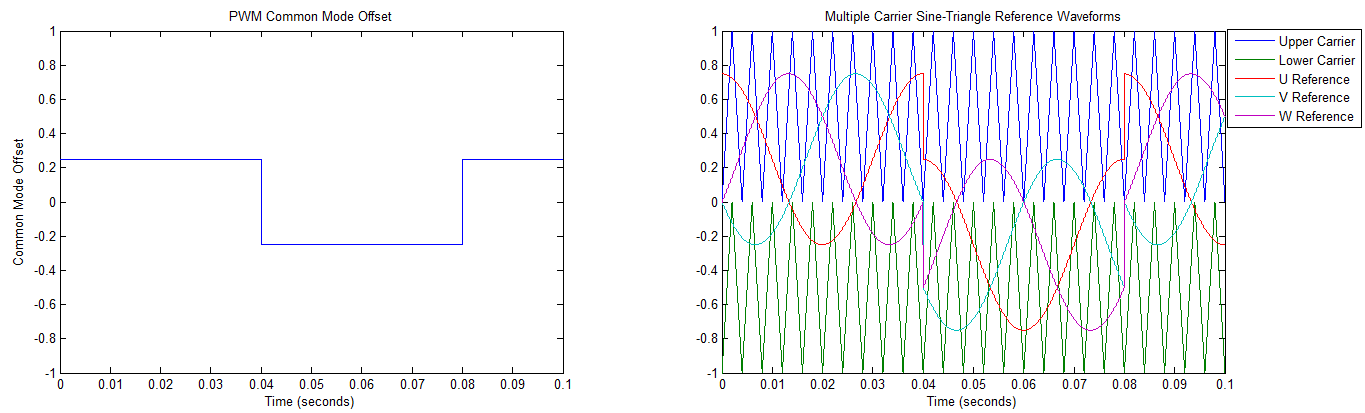 PWM Common Mode Offset
Common Mode Offset
1
0.8
0.6
0.4
0.2
0
-0.2
-0.4
-0.6
-0.8
-1
0 0.01 0.02 0.03 0.04 0.05 0.06 0.07 0.08 0.09 0.1
Time (seconds)
Multiple Carrier Sine-Triangle Reference Waveforms
1
0.8
0.6
0.4
0.2
0
-0.2
-0.4
-0.6
-0.8
-1
0 0.01 0.02 0.03 0.04 0.05 0.06 0.07 0.08 0.09 0.1
Time (seconds)
Upper Carrier
Lower Carrier
U Reference
V Reference
W Reference